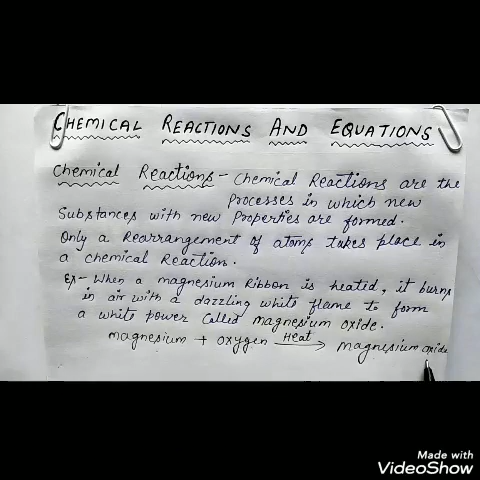 CHEMICAL REACTIONS AND EQUATIONS
Chemical Reactions - Chemical Reactions are the
Processes in which new
Substances with new Properties are formed.
Only a Rearrangement of atoms takes place in
a chemical Reaction.
Ex- When a magnesium Ribbon is heated, it burns
in air with a dazzling white flame to form
a white power Called Magnesium oxide.
Magnesium + oxygen Heat → Magnesium oxide
Made with
VideoShow